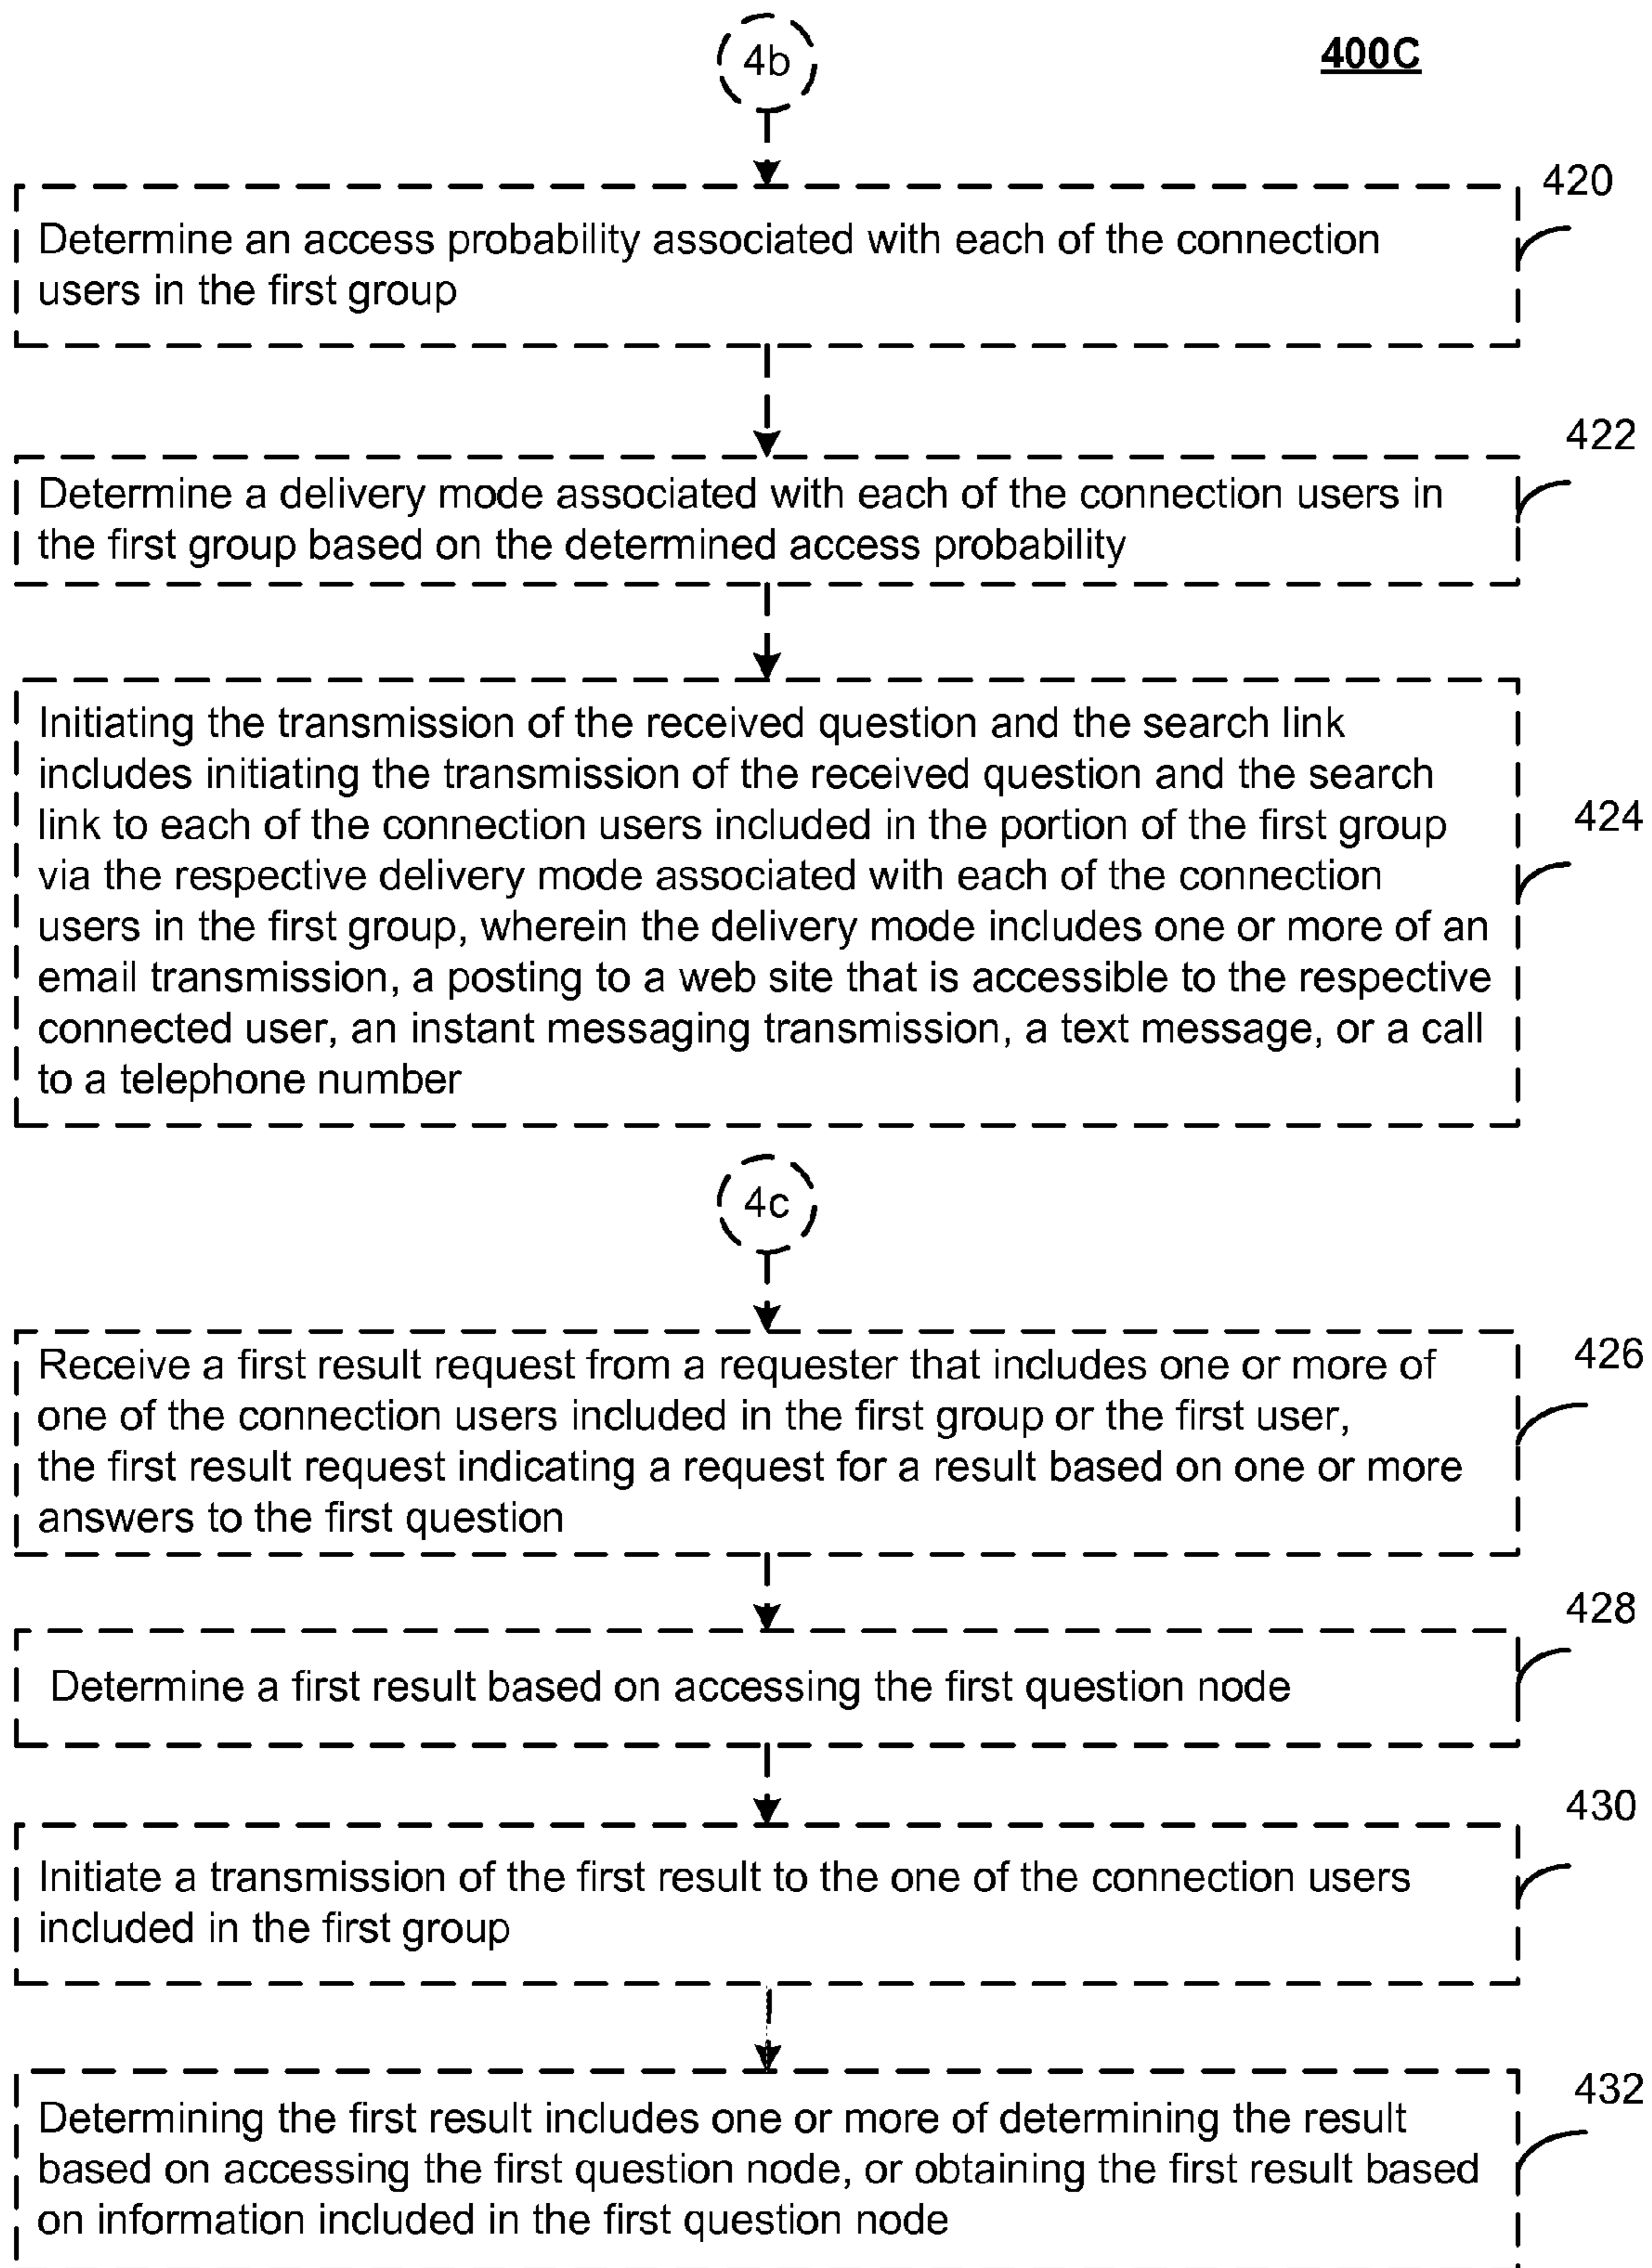 4b
400C
420
Determine an access probability associated with each of the connection
users in the first group
422
Determine a delivery mode associated with each of the connection users in
the first group based on the determined access probability
Initiating the transmission of the received question and the search link
includes initiating the transmission of the received question and the search
link to each of the connection users included in the portion of the first group
424
via the respective delivery mode associated with each of the connection
users in the first group, wherein the delivery mode includes one or more of an
email transmission, a posting to a web site that is accessible to the respective
connected user, an instant messaging transmission, a text message, or a call
to a telephone number
4c
426
Receive a first result request from a requester that includes one or more of
one of the connection users included in the first group or the first user,
the first result request indicating a request for a result based on one or more
answers to the first question
428
Determine a first result based on accessing the first question node
430
Initiate a transmission of the first result to the one of the connection users
included in the first group
432
Determining the first result includes one or more of determining the result
based on accessing the first question node, or obtaining the first result based
on information included in the first question node